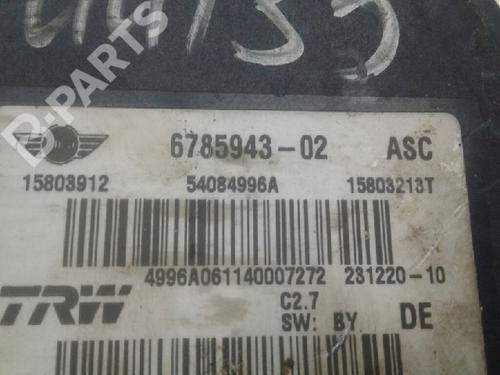 6785943-02 ASC
15803912 54084996A 15803213T
4996A061140007272 231220-10
TRW C2.7
SW: BY DE
B-PARTS